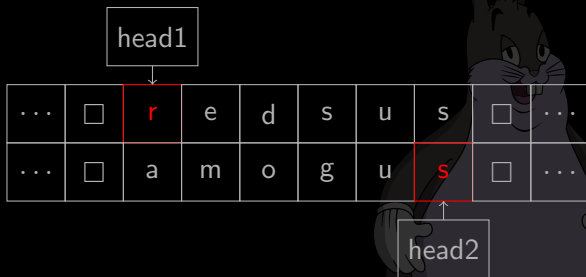 head1
... □ r e d s u s □ ...
... □ a m o g u s □ ...
head2